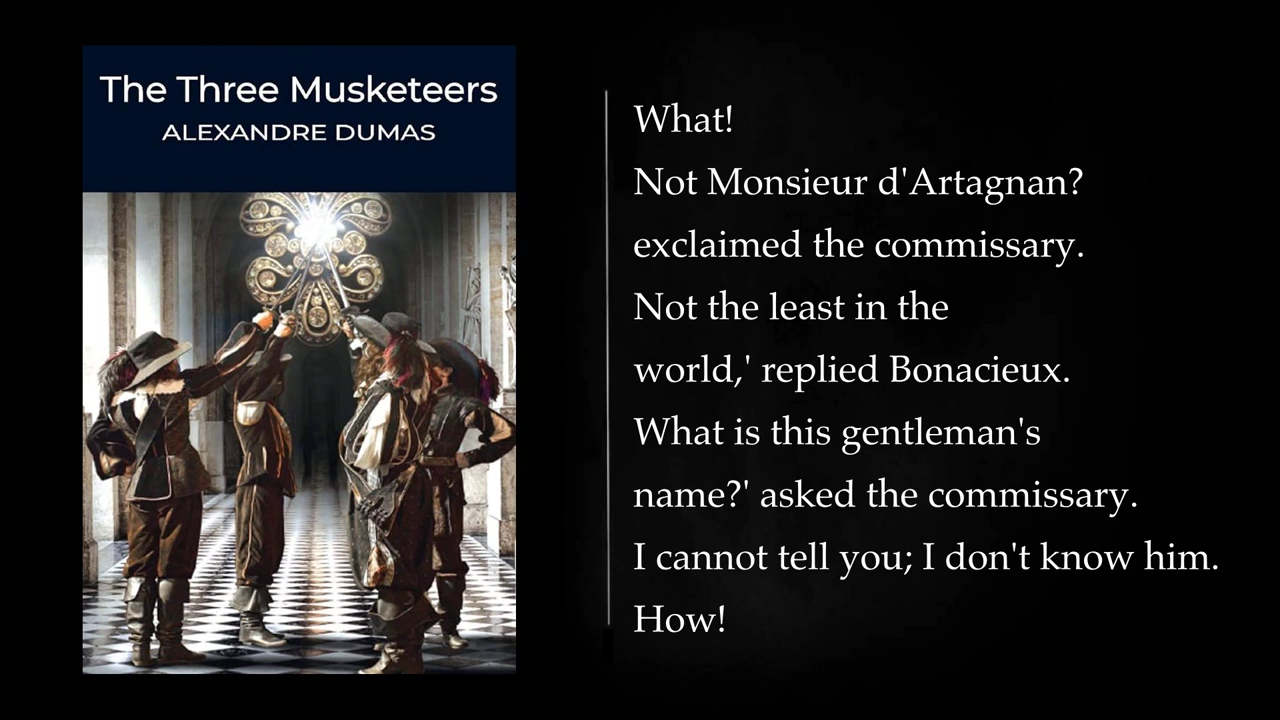 The Three Musketeers
ALEXANDRE DUMAS
What!
Not Monsieur d'Artagnan?
exclaimed the commissary.
Not the least in the
world,' replied Bonacieux.
What is this gentleman's
name?' asked the commissary.
I cannot tell you; I don't know him.
How!